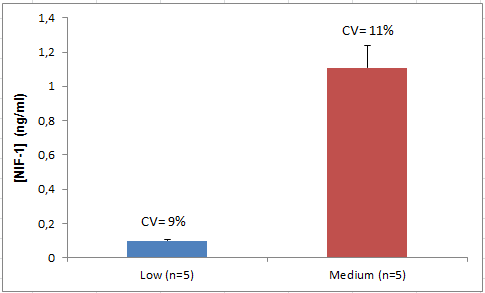 1,4
1,2
1
0,8
0,6
0,4
0,2
0
[NIF-1] (ng/ml)
CV= 9%
CV= 11%
Low (n=5)
Medium (n=5)